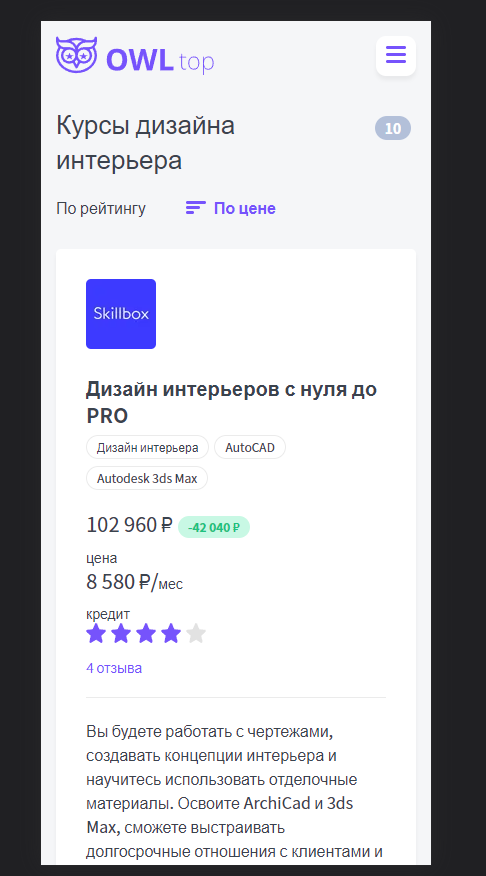 OWL top
Курсы дизайна
интерьера
10
По рейтингу
По цене
Skillbox
Дизайн интерьеров с нуля до
PRO
Дизайн интерьера
AutoCAD
Autodesk 3ds Max
102 960 ₽ -42 040 ₽
цена
8 580 ₽/мес
кредит
4 отзыва
Вы будете работать с чертежами,
создавать концепции интерьера и
научитесь использовать отделочные
материалы. Освоите ArchiCad и 3ds
Max, сможете выстраивать
долгосрочные отношения с клиентами и